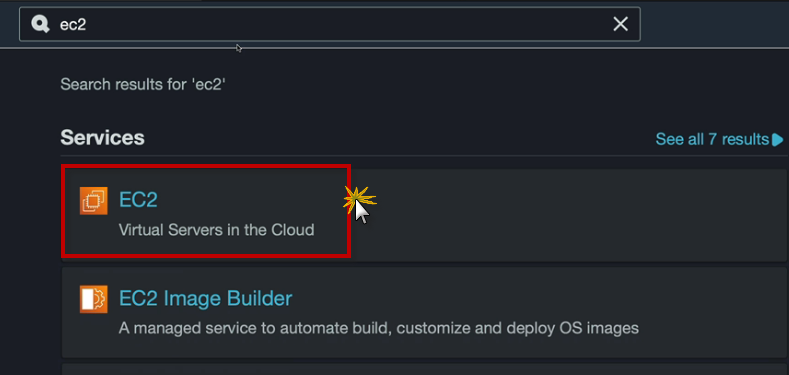 ec2
Search results for 'ec2'
Services
See all 7 results
EC2
Virtual Servers in the Cloud
EC2 Image Builder
A managed service to automate build, customize and deploy OS images